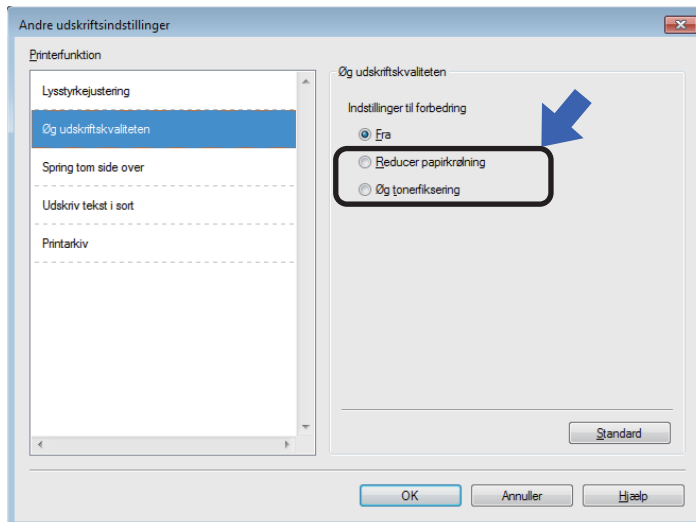 Andre udskriftsindstillinger
Printerfunktion
Lysstyrkejustering
Øg udskriftskvaliteten
Spring tom side over
Udskriv tekst i sort
Printarkiv
Øg udskriftskvaliteten
Indstillinger til forbedring
Fra
Reducer papirkrølning
Øg tonerfiksering
Standard
OK
Annuller
Hjælp